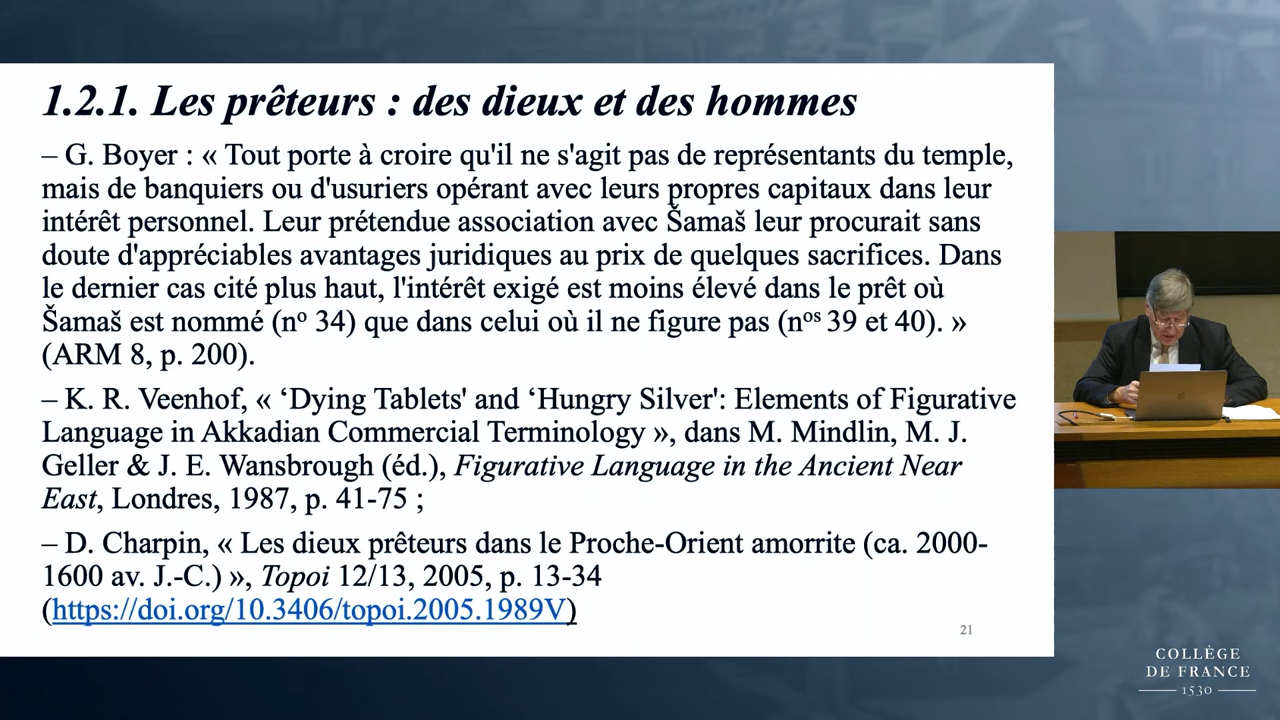 1.2.1. Les prêteurs : des dieux et des hommes
– G. Boyer : « Tout porte à croire qu'il ne s'agit pas de représentants du temple,
mais de banquiers ou d'usuriers opérant avec leurs propres capitaux dans leur
intérêt personnel. Leur prétendue association avec Šamaš leur procurait sans
doute d'appréciables avantages juridiques au prix de quelques sacrifices. Dans
le dernier cas cité plus haut, l'intérêt exigé est moins élevé dans le prêt où
Šamaš est nommé (nº 34) que dans celui où il ne figure pas (nᵒˢ 39 et 40). »
(ARM 8, p. 200).
– K. R. Veenhof, « ‘Dying Tablets' and ‘Hungry Silver': Elements of Figurative
Language in Akkadian Commercial Terminology », dans M. Mindlin, M. J.
Geller & J. E. Wansbrough (éd.), Figurative Language in the Ancient Near
East, Londres, 1987, p. 41-75 ;
– D. Charpin, « Les dieux prêteurs dans le Proche-Orient amorrite (ca. 2000-
1600 av. J.-C.) », Topoi 12/13, 2005, p. 13-34
(https://doi.org/10.3406/topoi.2005.1989V)
21
COLLÈGE
DE FRANCE
1530